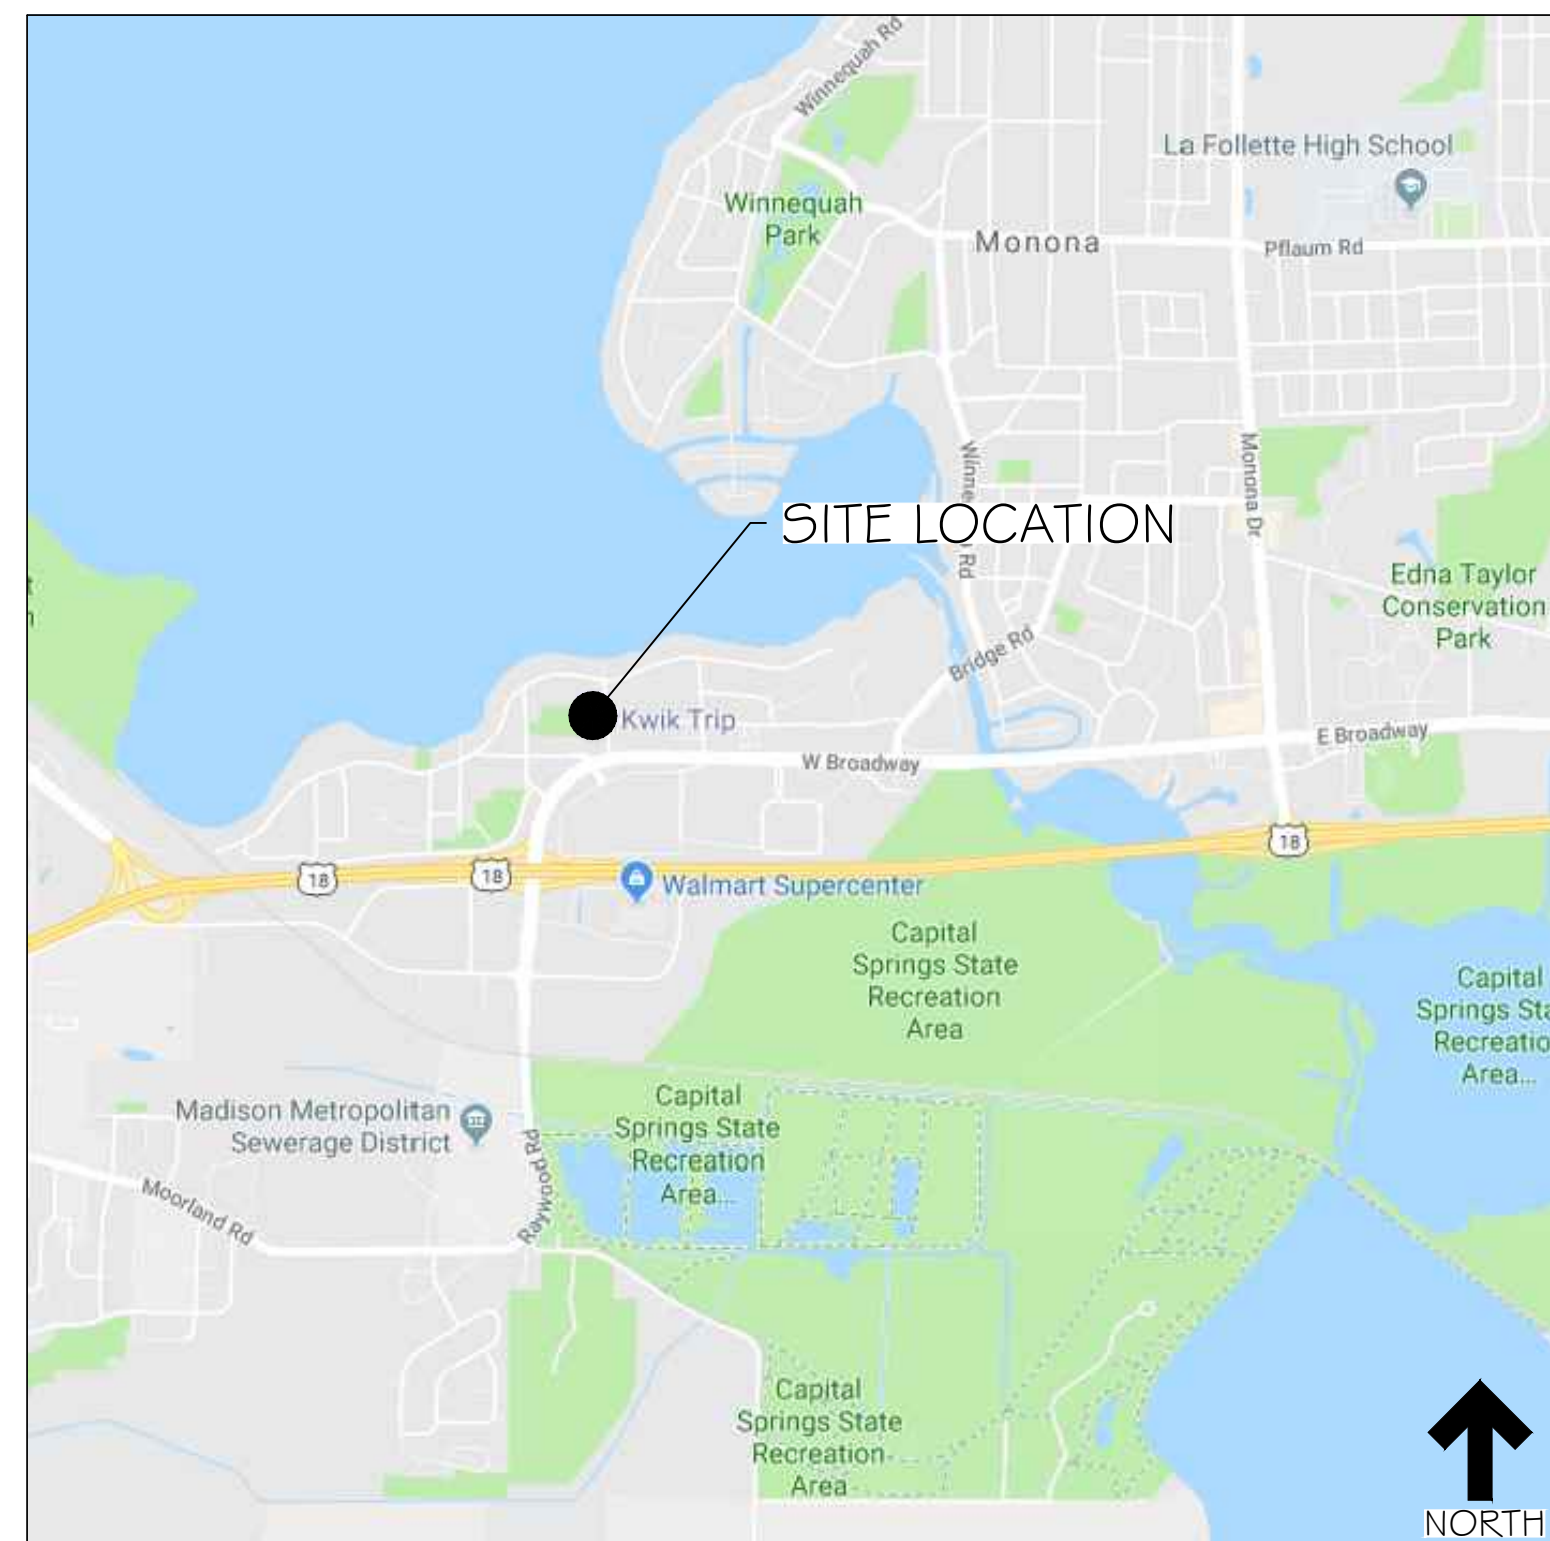 Winnequah Rd
La Follette High School
Winnequah
Park
Monona
Pflaum Rd
Monona Dr
SITE LOCATION
Rd
Edna Taylor
Conservation
Park
Bridge Rd
Kwik Trip
E Broadway
W Broadway
18
18
18
Walmart Supercenter
Capital
Springs State
Recreation
Area
Capital
Springs Sta
Recreatio
Area...
Capital
Springs State
Recreation
Area...
Madison Metropolitan
Sewerage District
Raywood Rd
Moorland Rd
Capital
Springs State
Recreation
Area
NORTH